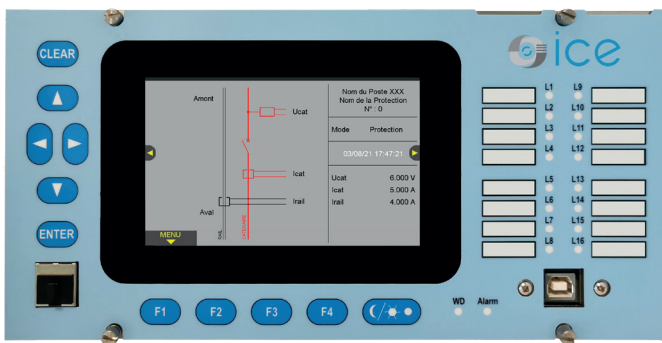 ice
CLEAR
ENTER
Amont
Ucat
Icat
Irail
Aval
RAIL
CATENAIRE
MENU
Nom du Poste XXX
Nom de la Protection
N° : 0
Mode Protection
03/08/21 17:47:21
Ucat 6.000 V
Icat 5.000 A
Irail 4.000 A
L1 L9
L2 L10
L3 L11
L4 L12
L5 L13
L6 L14
L7 L15
L8 L16
F1 F2 F3 F4
WD Alarm